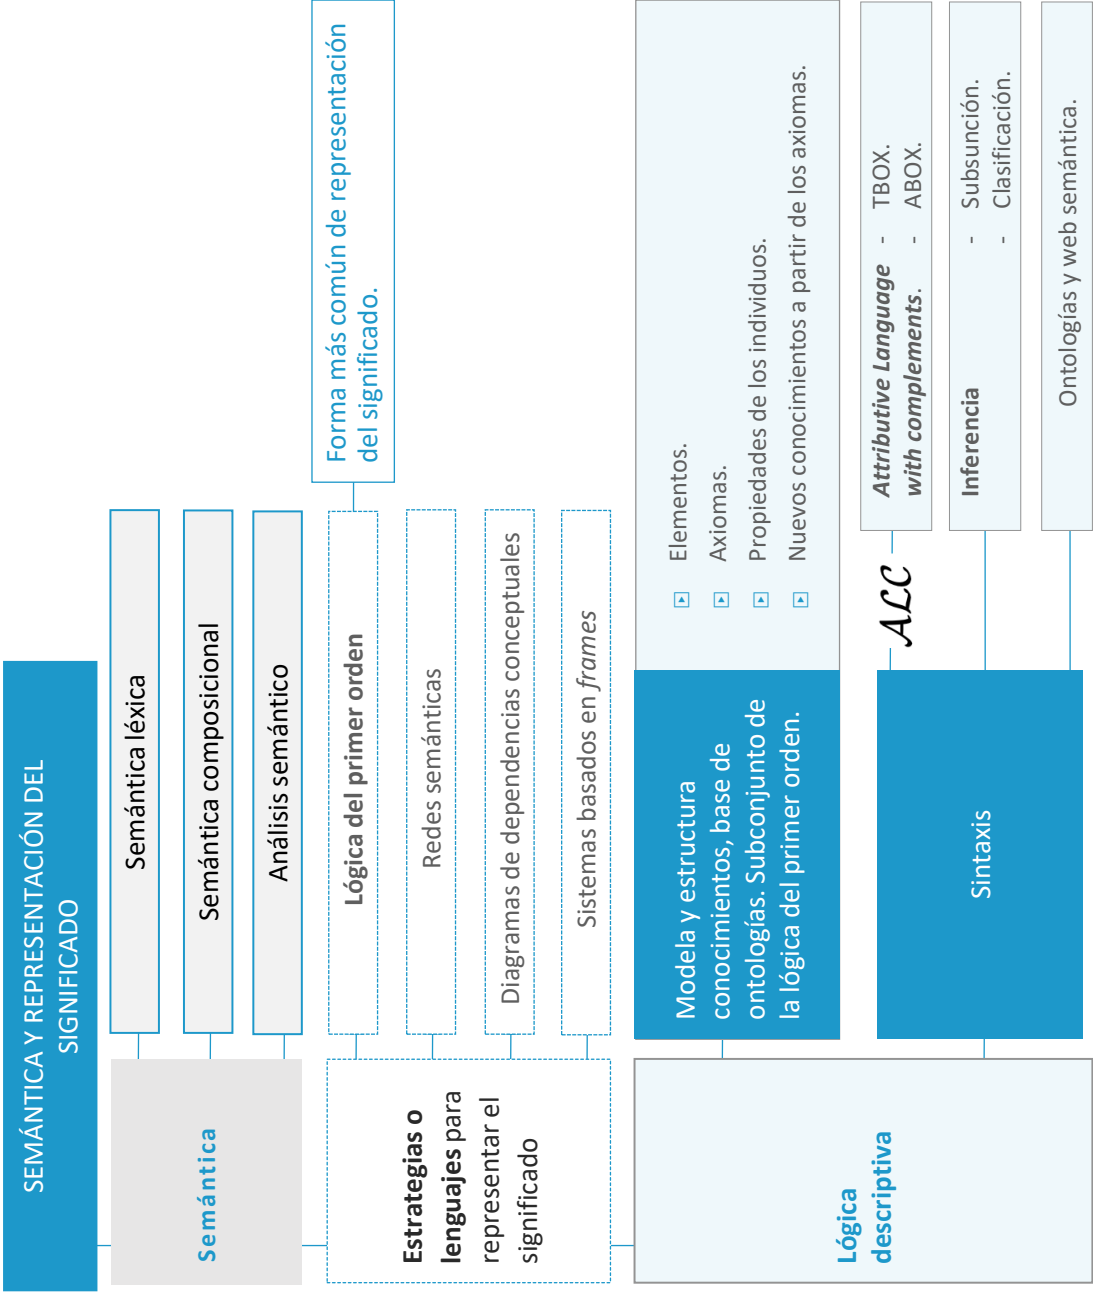 SEMÁNTICA Y REPRESENTACIÓN DEL
SIGNIFICADO
Semántica
Semántica léxica
Semántica composicional
Análisis semántico
Estrategias o
lenguajes para
representar el
significado
Lógica del primer orden
Forma más común de representación
del significado.
Redes semánticas
Diagramas de dependencias conceptuales
Sistemas basados en frames
Lógica
descriptiva
Modela y estructura
conocimientos, base de
ontologías. Subconjunto de
la lógica del primer orden.
Elementos.
Axiomas.
Propiedades de los individuos.
Nuevos conocimientos a partir de los axiomas.
Sintaxis
ALC
Attributive Language - TBOX.
with complements. - ABOX.
Inferencia - Subsunción.
- Clasificación.
Ontologías y web semántica.